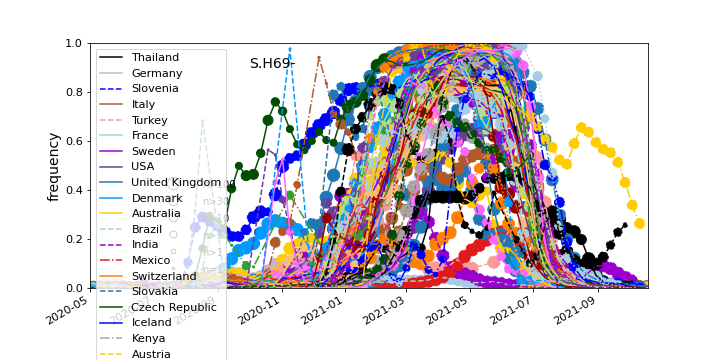 S.H69-
frequency
1.0
0.8
0.6
0.4
0.2
0.0
2020-05
2020-09
2020-11
2021-01
2021-03
2021-05
2021-07
2021-09
Thailand
Germany
Slovenia
Italy
Turkey
France
Sweden
USA
United Kingdom
Denmark
Australia
Brazil
India
Mexico
Switzerland
Slovakia
Czech Republic
Iceland
Kenya
Austria